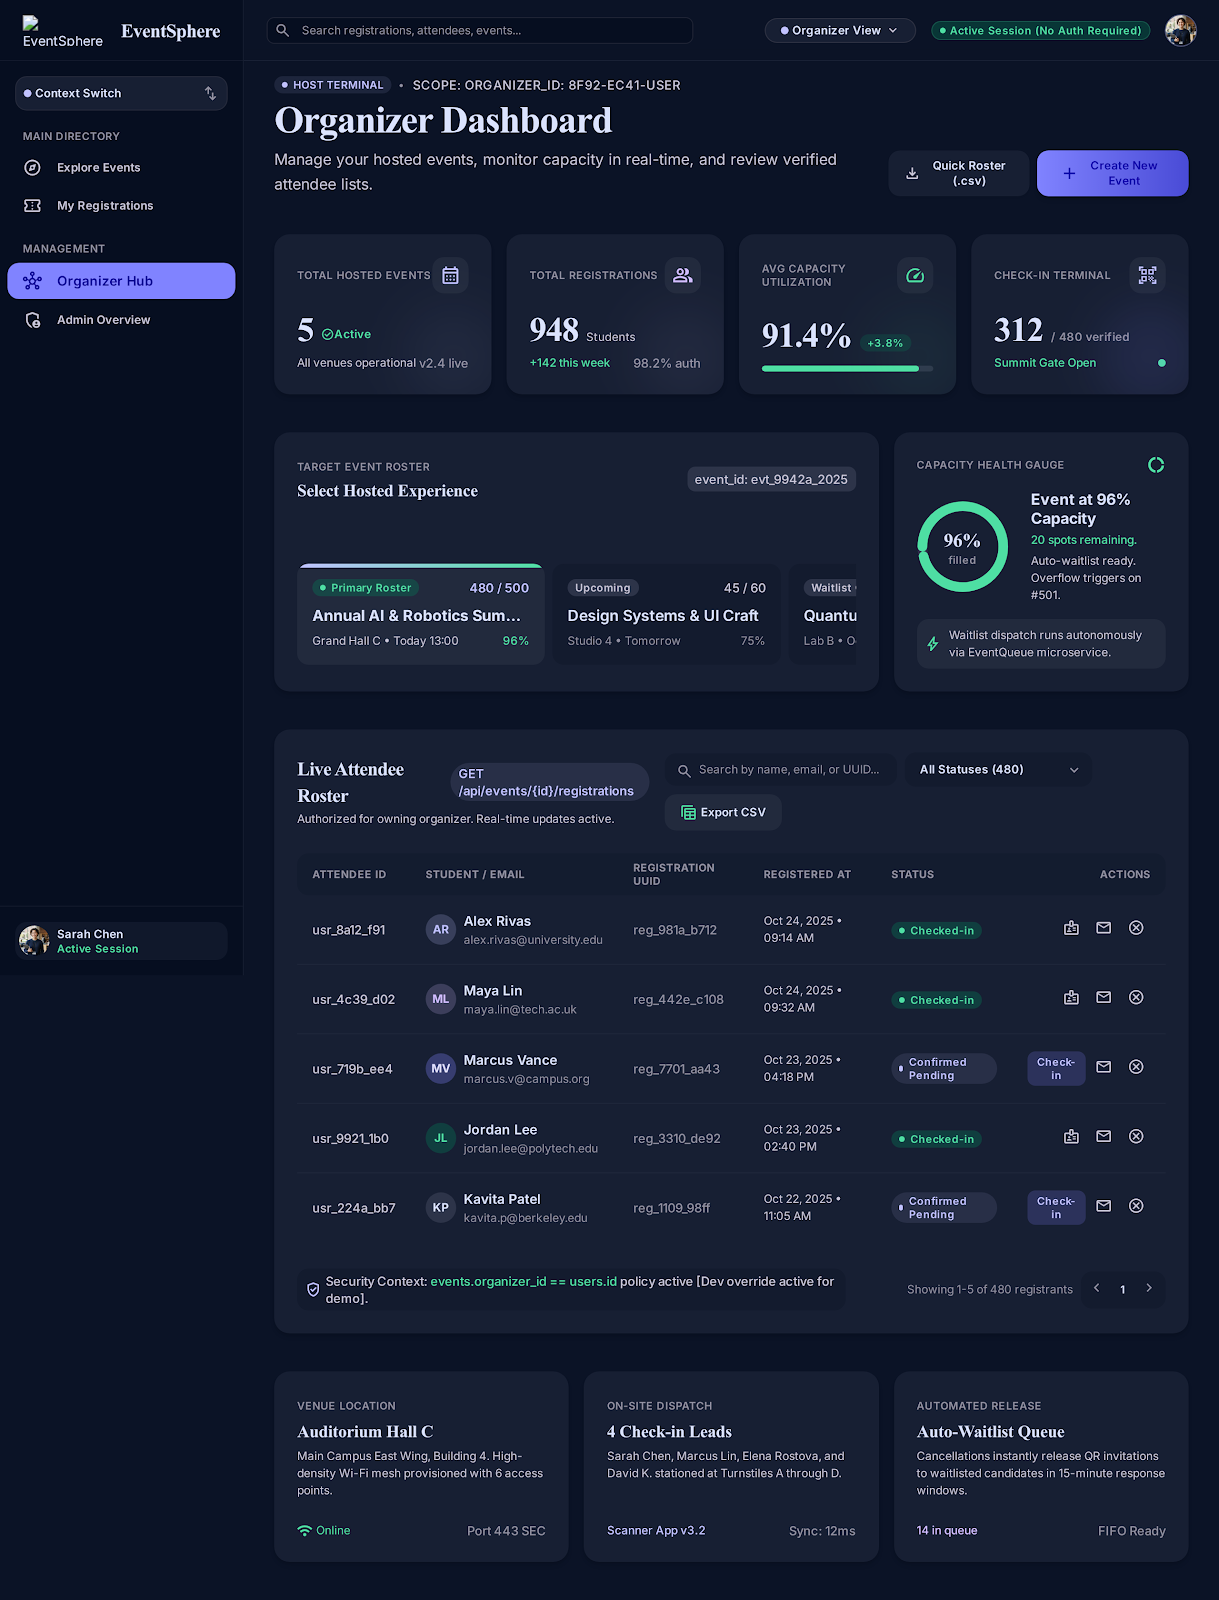 EventSphere
EventSphere
Search registrations, attendees, events...
Organizer View
Active Session (No Auth Required)
Context Switch
MAIN DIRECTORY
Explore Events
My Registrations
MANAGEMENT
Organizer Hub
Admin Overview
Sarah Chen
Active Session
HOST TERMINAL • SCOPE: ORGANIZER_ID: 8F92-EC41-USER
Organizer Dashboard
Manage your hosted events, monitor capacity in real-time, and review verified
attendee lists.
Quick Roster
(.csv)
Create New
Event
TOTAL HOSTED EVENTS
5 Active
All venues operational v2.4 live
TOTAL REGISTRATIONS
948 Students
+142 this week 98.2% auth
AVG CAPACITY
UTILIZATION
91.4% +3.8%
CHECK-IN TERMINAL
312 / 480 verified
Summit Gate Open
TARGET EVENT ROSTER
Select Hosted Experience
event_id: evt_9942a_2025
Primary Roster 480 / 500
Annual AI & Robotics Sum...
Grand Hall C • Today 13:00 96%
Upcoming 45 / 60
Design Systems & UI Craft
Studio 4 • Tomorrow 75%
Waitlist
Quantu
Lab B • O
CAPACITY HEALTH GAUGE
96%
filled
Event at 96%
Capacity
20 spots remaining.
Auto-waitlist ready.
Overflow triggers on
#501.
Waitlist dispatch runs autonomously
via EventQueue microservice.
Live Attendee
Roster
GET
/api/events/{id}/registrations
Authorized for owning organizer. Real-time updates active.
Search by name, email, or UUID...
All Statuses (480)
Export CSV
ATTENDEE ID STUDENT / EMAIL REGISTRATION
UUID REGISTERED AT STATUS ACTIONS
usr_8a12_f91 AR Alex Rivas
alex.rivas@university.edu reg_981a_b712 Oct 24, 2025 •
09:14 AM Checked-in
usr_4c39_d02 ML Maya Lin
maya.lin@tech.ac.uk reg_442e_c108 Oct 24, 2025 •
09:32 AM Checked-in
usr_719b_ee4 MV Marcus Vance
marcus.v@campus.org reg_7701_aa43 Oct 23, 2025 •
04:18 PM Confirmed
Pending Check-
in
usr_9921_1b0 JL Jordan Lee
jordan.lee@polytech.edu reg_3310_de92 Oct 23, 2025 •
02:40 PM Checked-in
usr_224a_bb7 KP Kavita Patel
kavita.p@berkeley.edu reg_1109_98ff Oct 22, 2025 •
11:05 AM Confirmed
Pending Check-
in
Security Context: events.organizer_id == users.id policy active [Dev override active for
demo].
Showing 1-5 of 480 registrants
1
VENUE LOCATION
Auditorium Hall C
Main Campus East Wing, Building 4. High-
density Wi-Fi mesh provisioned with 6 access
points.
Online Port 443 SEC
ON-SITE DISPATCH
4 Check-in Leads
Sarah Chen, Marcus Lin, Elena Rostova, and
David K. stationed at Turnstiles A through D.
Scanner App v3.2 Sync: 12ms
AUTOMATED RELEASE
Auto-Waitlist Queue
Cancellations instantly release QR invitations
to waitlisted candidates in 15-minute response
windows.
14 in queue FIFO Ready